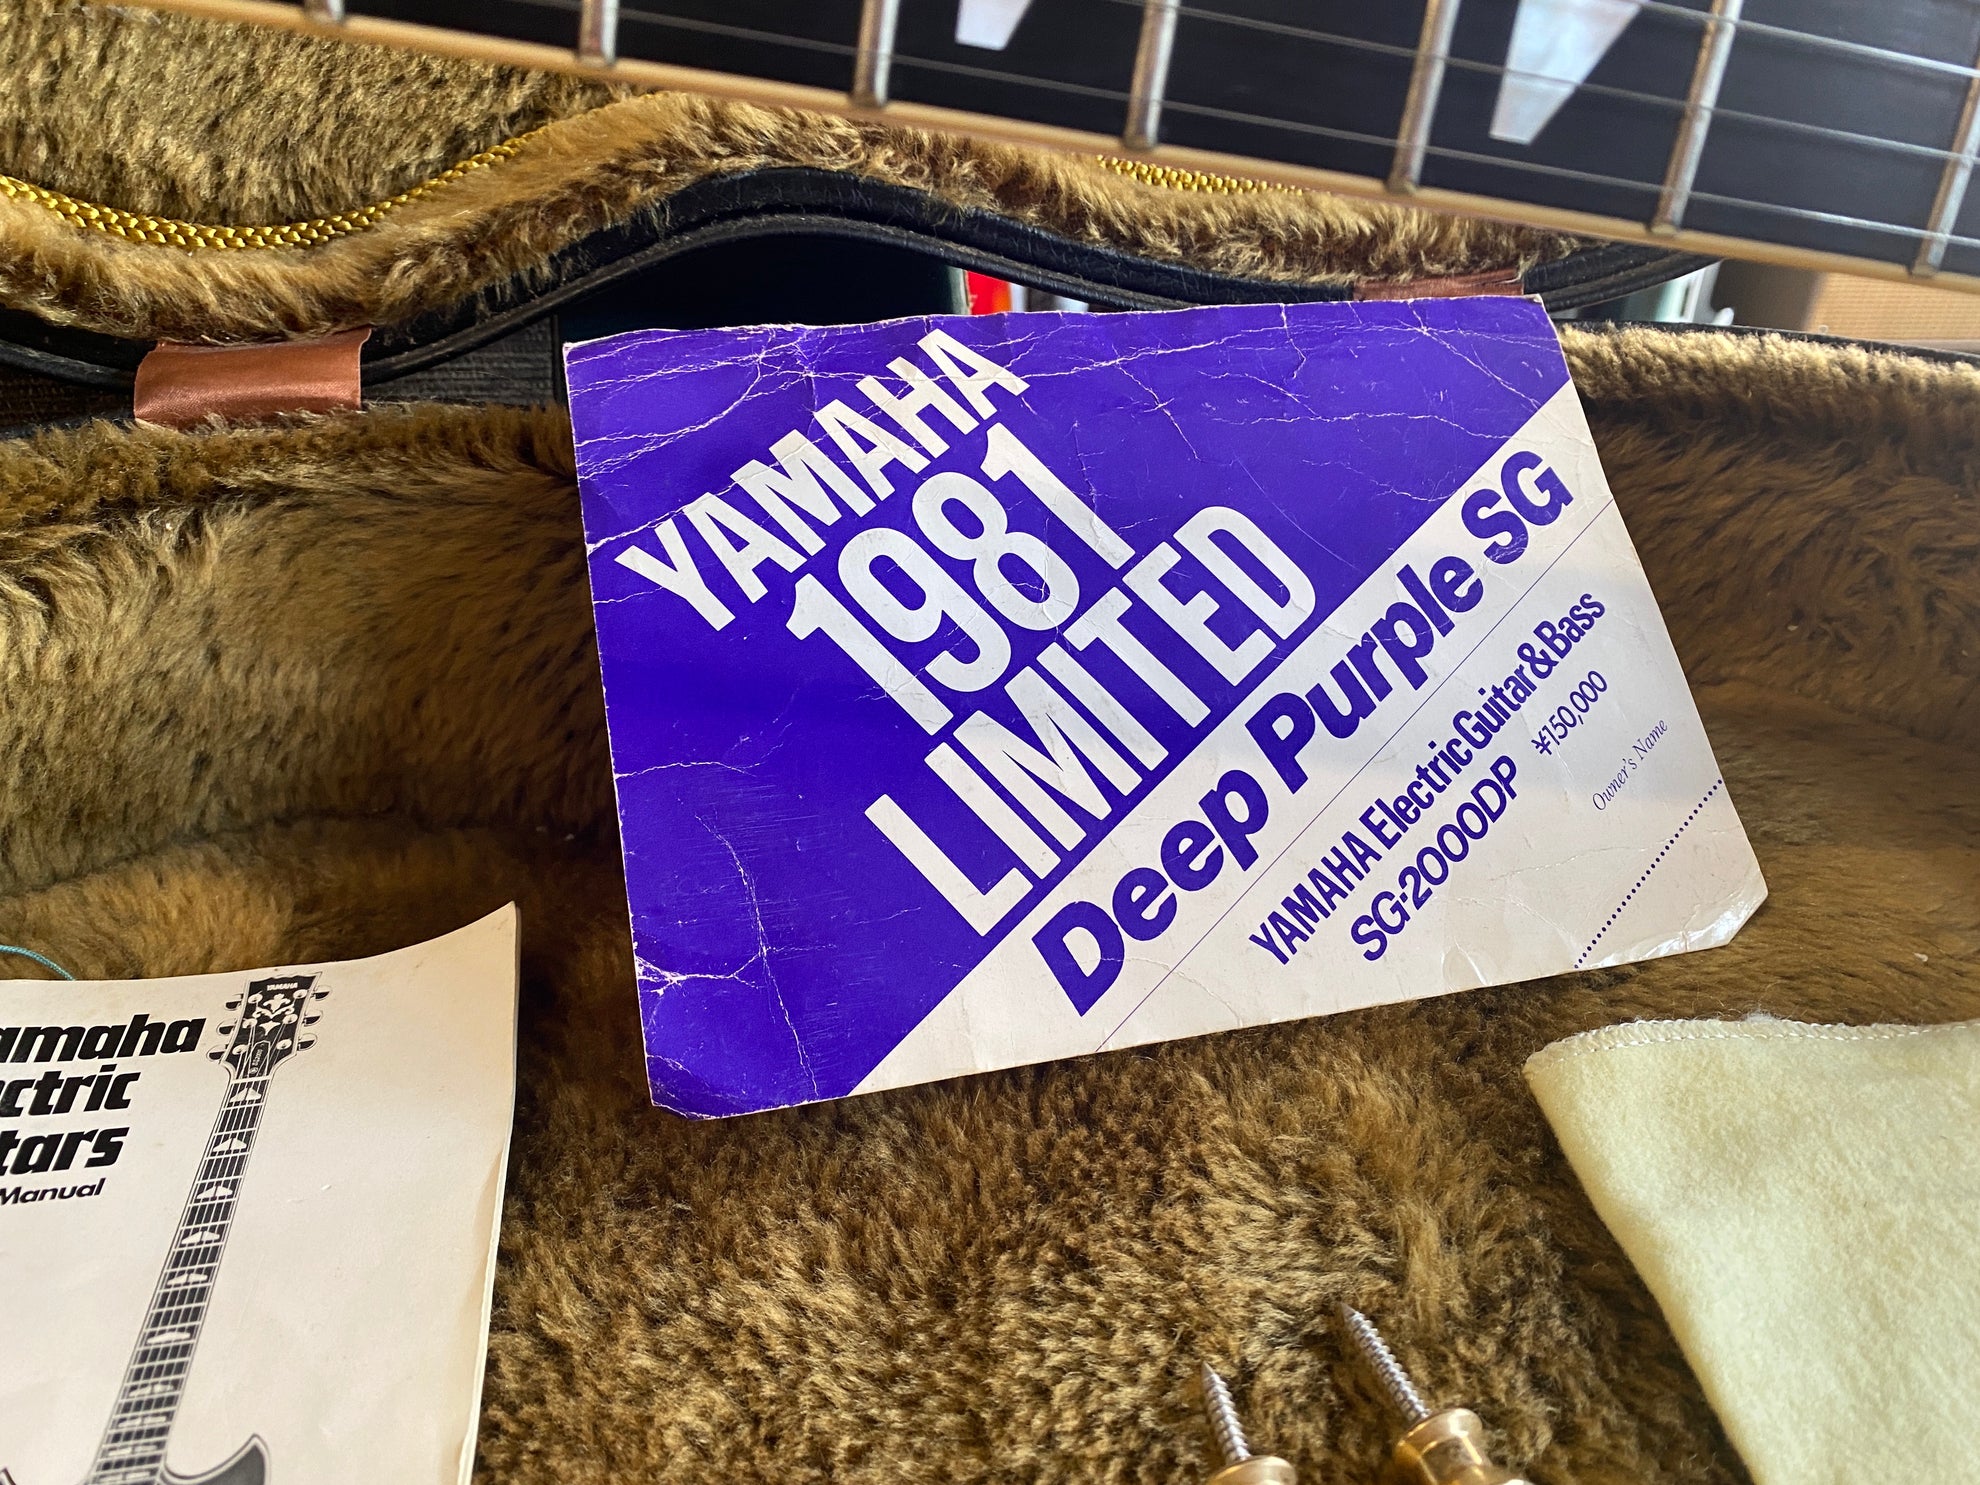 YAMAHA
1981
LIMITED
Deep Purple SG
YAMAHA Electric Guitar & Bass
SG-2000DP ¥150,000
Owner's Name
amaha
ctric
tars
Manual
YAMAHA